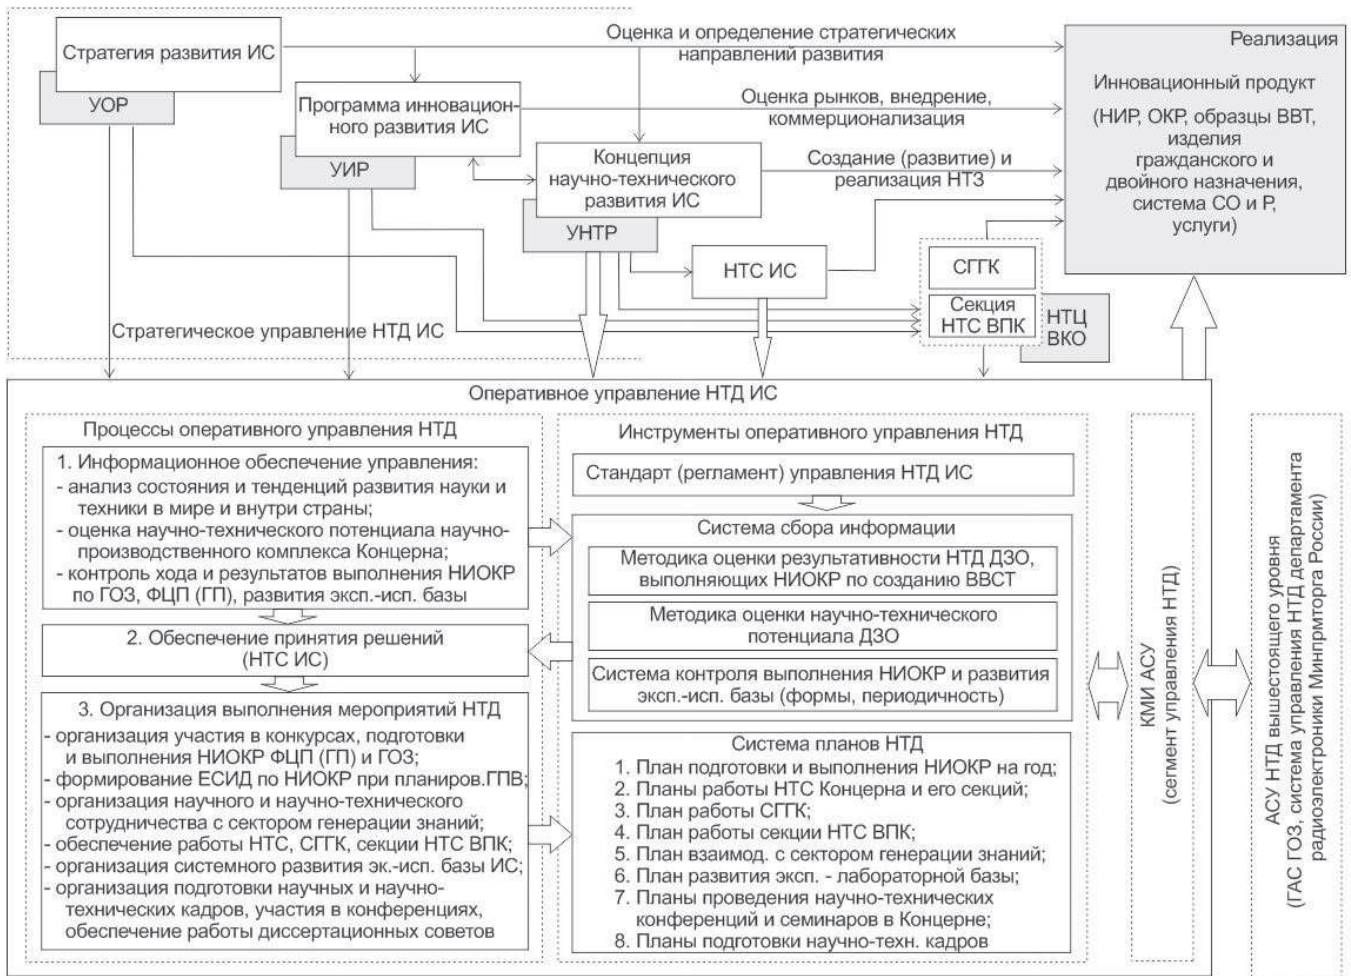 Стратегия развития ИС
УОР
Оценка и определение стратегических
направлений развития
Программа инновацион-
ного развития ИС
УИР
Оценка рынков, внедрение,
коммерционализация
Концепция
научно-технического
развития ИС
УНТР
Создание (развитие) и
реализация НТЗ
НТС ИС
СГГК
Секция
НТС ВПК
НТЦ
ВКО
Реализация
Инновационный продукт
(НИР, ОКР, образцы ВВТ,
изделия
гражданского и
двойного назначения,
система СО и Р,
услуги)
Стратегическое управление НТД ИС
Оперативное управление НТД ИС
Процессы оперативного управления НТД
1. Информационное обеспечение управления:
- анализ состояния и тенденций развития науки и
техники в мире и внутри страны;
- оценка научно-технического потенциала научно-
производственного комплекса Концерна;
- контроль хода и результатов выполнения НИОКР
по ГОЗ, ФЦП (ГП), развития эксп.-исп. базы
2. Обеспечение принятия решений
(НТС ИС)
3. Организация выполнения мероприятий НТД
- организация участия в конкурсах, подготовки
и выполнения НИОКР ФЦП (ГП) и ГОЗ;
- формирование ЕСИД по НИОКР при планиров.ГПВ;
- организация научного и научно-технического
сотрудничества с сектором генерации знаний;
- обеспечение работы НТС, СГГК, секции НТС ВПК;
- организация системного развития эк.-исп. базы ИС;
- организация подготовки научных и научно-
технических кадров, участия в конференциях,
обеспечение работы диссертационных советов
Инструменты оперативного управления НТД
Стандарт (регламент) управления НТД ИС
Система сбора информации
Методика оценки результативности НТД ДЗО,
выполняющих НИОКР по созданию ВВСТ
Методика оценки научно-технического
потенциала ДЗО
Система контроля выполнения НИОКР и развития
эксп.-исп. базы (формы, периодичность)
Система планов НТД
1. План подготовки и выполнения НИОКР на год;
2. Планы работы НТС Концерна и его секций;
3. План работы СГГК;
4. План работы секции НТС ВПК;
5. План взаимод. с сектором генерации знаний;
6. План развития эксп. - лабораторной базы;
7. Планы проведения научно-технических
конференций и семинаров в Концерне;
8. Планы подготовки научно-техн. кадров
КМИ АСУ
(сегмент управления НТД)
АСУ НТД вышестоящего уровня
(ГАС ГОЗ, система управления НТД департамента
радиоэлектроники Минпрмторга России)